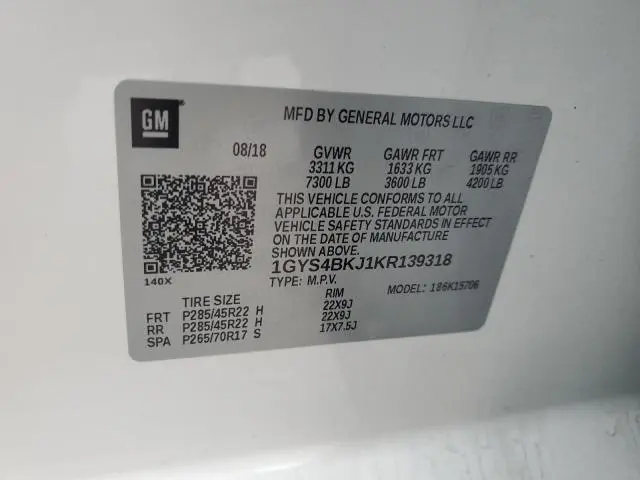 GM
MFD BY GENERAL MOTORS LLC
08/18 GVWR GAWR FRT GAWR RR
3311 KG 1633 KG 1905 KG
7300 LB 3600 LB 4200 LB
THIS VEHICLE CONFORMS TO ALL
APPLICABLE U.S. FEDERAL MOTOR
VEHICLE SAFETY STANDARDS IN EFFECT
ON THE DATE OF MANUFACTURE
SHOWN ABOVE.
1GYS4BKJ1KR139318
140X
TYPE: M.P.V. MODEL: 186K15706
TIRE SIZE RIM
FRT P285/45R22 H 22X9J
RR P285/45R22 H 22X9J
SPA P265/70R17 S 17X7.5J